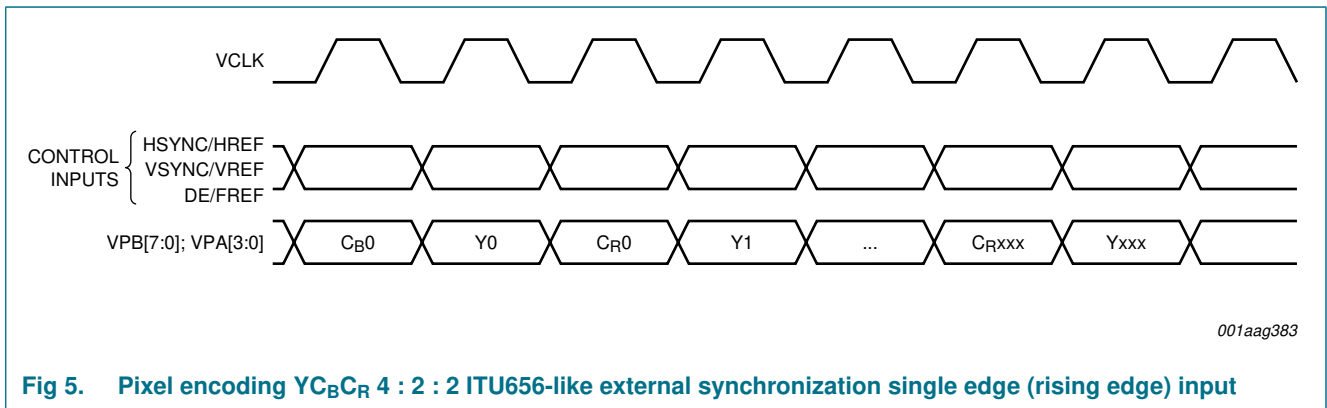 VCLK
CONTROL INPUTS
HSYNC/HREF
VSYNC/VREF
DE/FREF
VPB[7:0]; VPA[3:0]
CB0 Y0 CR0 Y1 ... CRxxx Yxxx
001aag383
Fig 5. Pixel encoding YCBCR 4 : 2 : 2 ITU656-like external synchronization single edge (rising edge) input